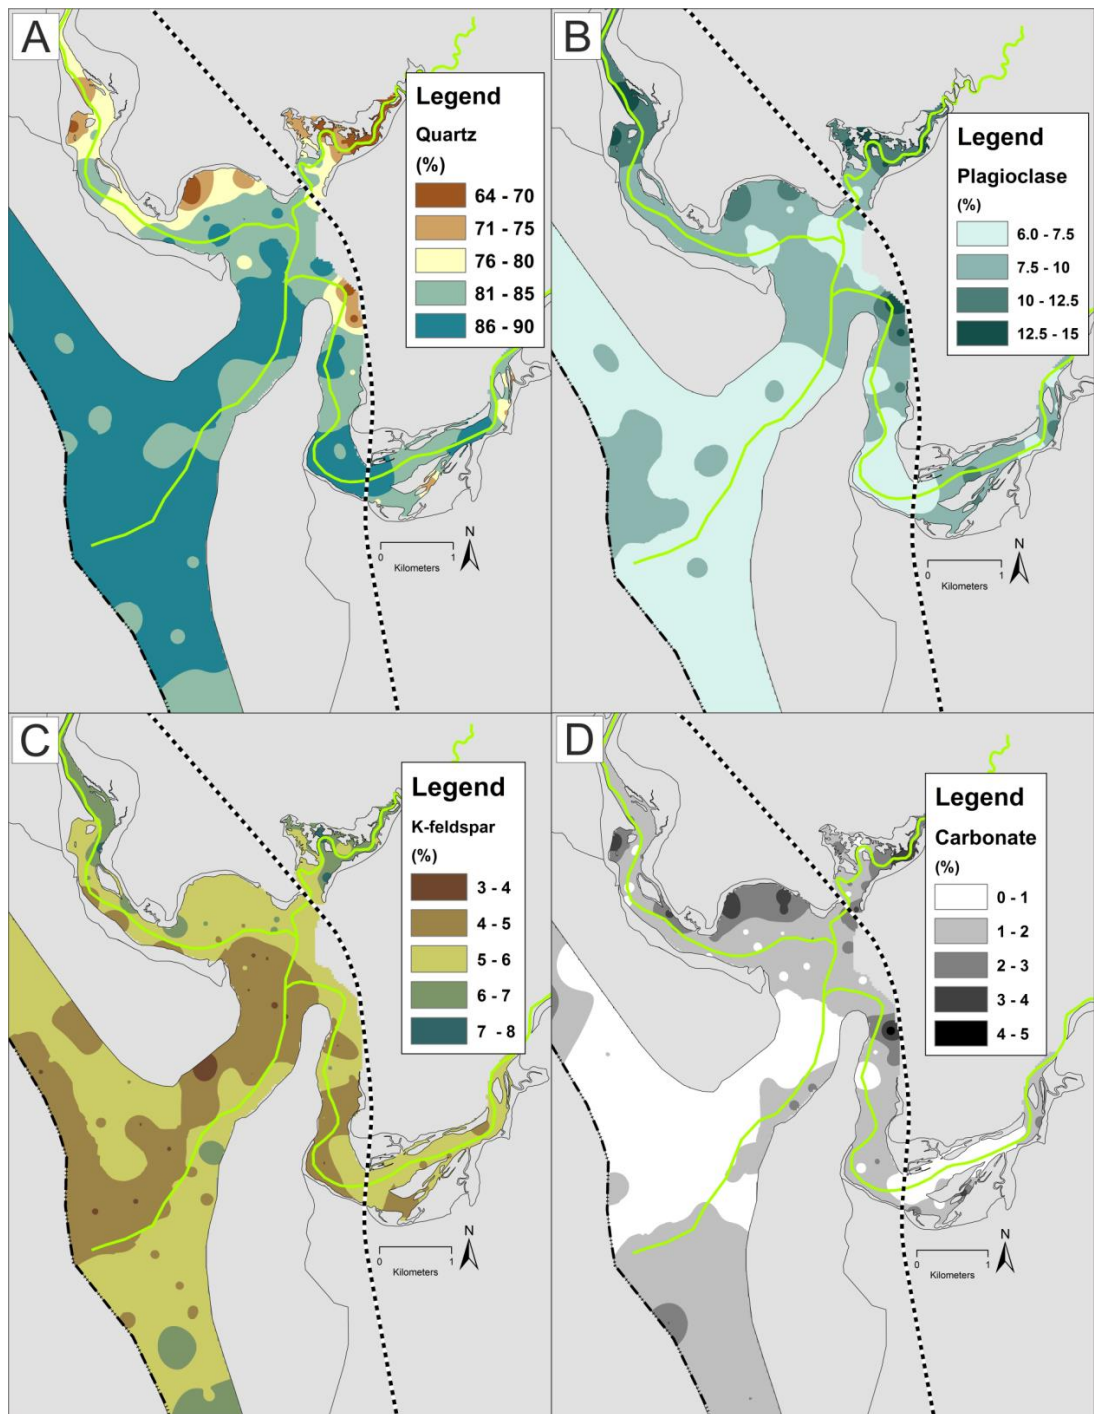 A
Legend
Quartz
(%)
64 - 70
71 - 75
76 - 80
81 - 85
86 - 90
N
0 1
Kilometers
B
Legend
Plagioclase
(%)
6.0 - 7.5
7.5 - 10
10 - 12.5
12.5 - 15
N
0 1
Kilometers
C
Legend
K-feldspar
(%)
3 - 4
4 - 5
5 - 6
6 - 7
7 - 8
N
0 1
Kilometers
D
Legend
Carbonate
(%)
0 - 1
1 - 2
2 - 3
3 - 4
4 - 5
N
0 1
Kilometers